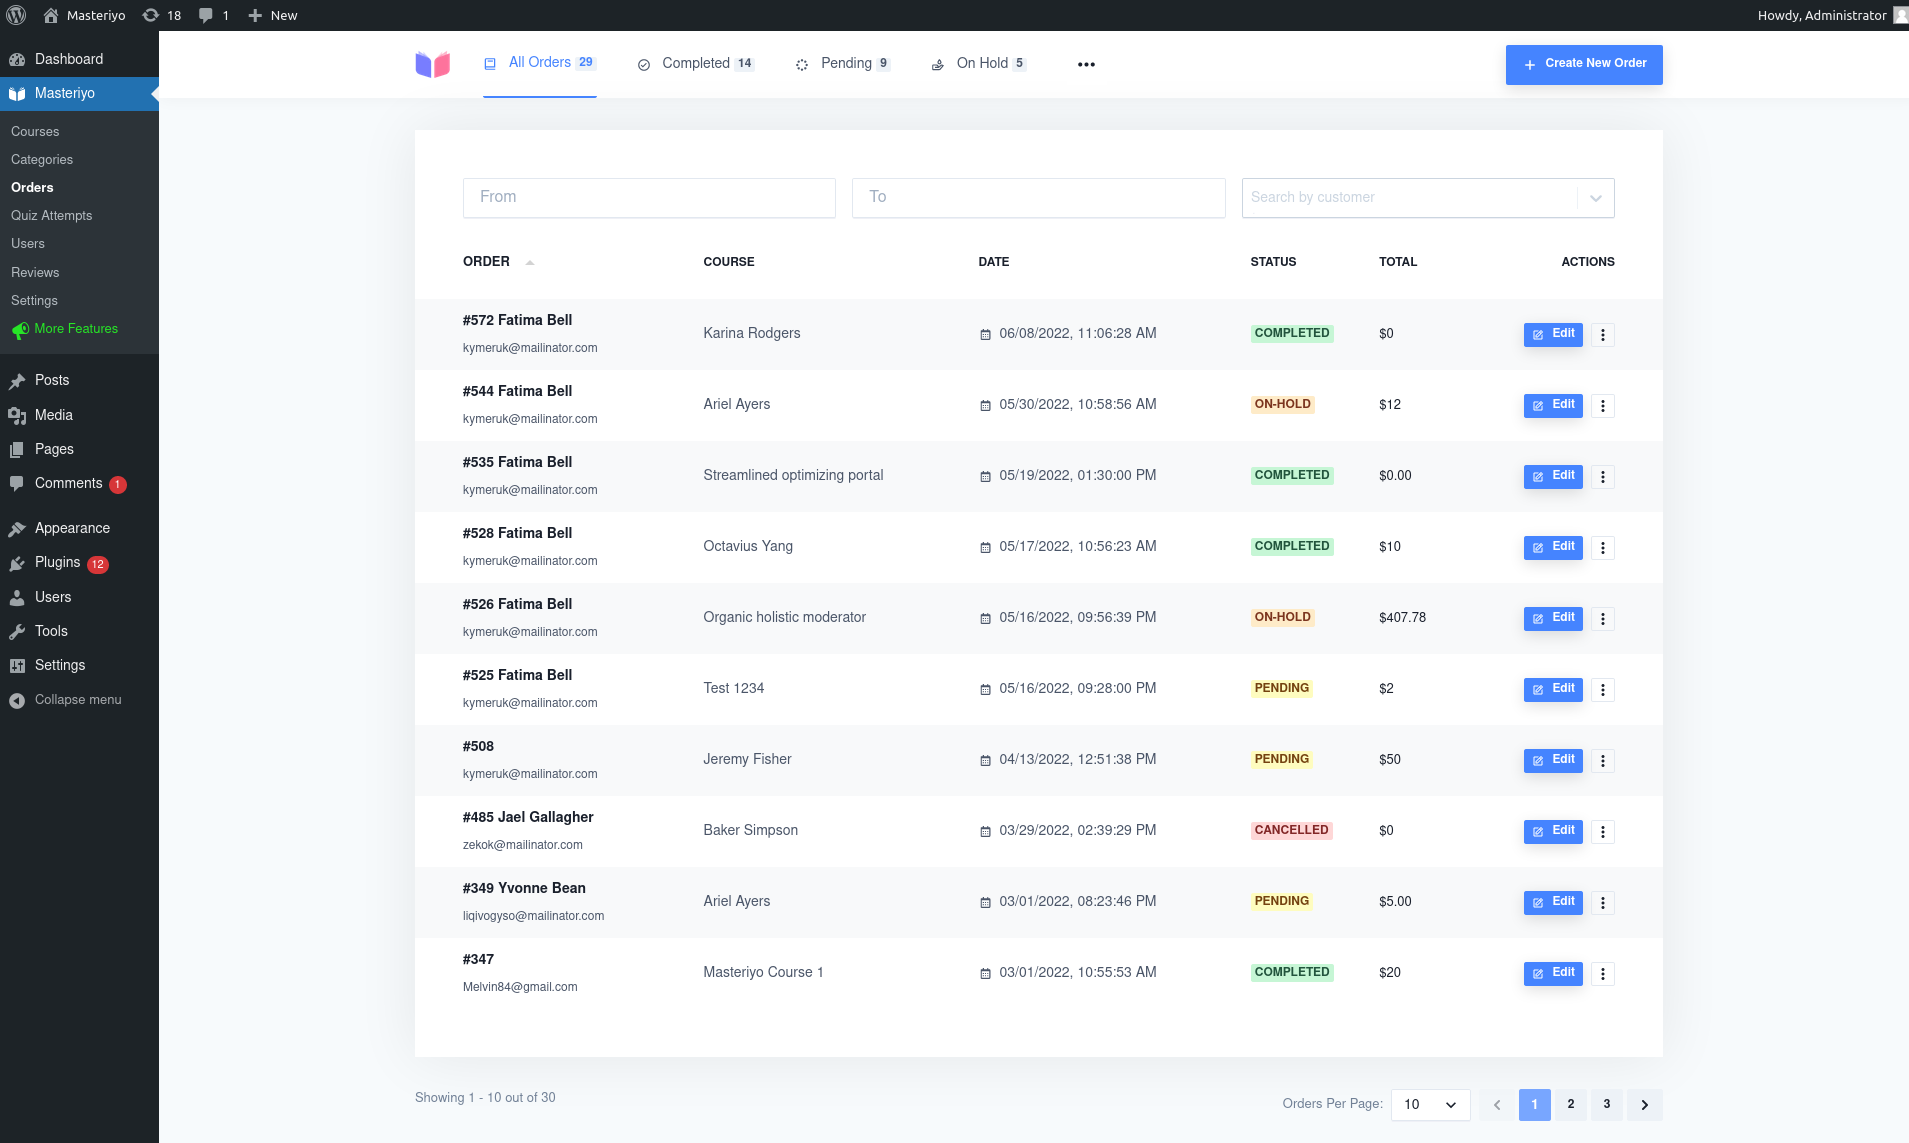 Masteriyo 18 1 New Howdy, Administrator
Dashboard
Masteriyo
Courses
Categories
Orders
Quiz Attempts
Users
Reviews
Settings
More Features
Posts
Media
Pages
Comments 1
Appearance
Plugins 12
Users
Tools
Settings
Collapse menu
All Orders 29 Completed 14 Pending 9 On Hold 5 ••• + Create New Order
From To Search by customer
ORDER COURSE DATE STATUS TOTAL ACTIONS
#572 Fatima Bell
kymeruk@mailinator.com
Karina Rodgers 06/08/2022, 11:06:28 AM COMPLETED $0 Edit
#544 Fatima Bell
kymeruk@mailinator.com
Ariel Ayers 05/30/2022, 10:58:56 AM ON-HOLD $12 Edit
#535 Fatima Bell
kymeruk@mailinator.com
Streamlined optimizing portal 05/19/2022, 01:30:00 PM COMPLETED $0.00 Edit
#528 Fatima Bell
kymeruk@mailinator.com
Octavius Yang 05/17/2022, 10:56:23 AM COMPLETED $10 Edit
#526 Fatima Bell
kymeruk@mailinator.com
Organic holistic moderator 05/16/2022, 09:56:39 PM ON-HOLD $407.78 Edit
#525 Fatima Bell
kymeruk@mailinator.com
Test 1234 05/16/2022, 09:28:00 PM PENDING $2 Edit
#508
kymeruk@mailinator.com
Jeremy Fisher 04/13/2022, 12:51:38 PM PENDING $50 Edit
#485 Jael Gallagher
zekok@mailinator.com
Baker Simpson 03/29/2022, 02:39:29 PM CANCELLED $0 Edit
#349 Yvonne Bean
liqivogyso@mailinator.com
Ariel Ayers 03/01/2022, 08:23:46 PM PENDING $5.00 Edit
#347
Melvin84@gmail.com
Masteriyo Course 1 03/01/2022, 10:55:53 AM COMPLETED $20 Edit
Showing 1 - 10 out of 30
Orders Per Page: 10 1 2 3